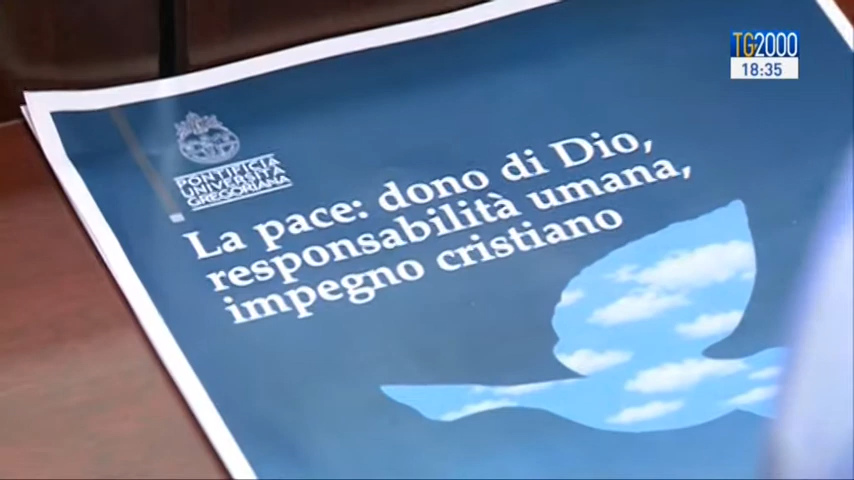 TG2000
18:35
PONTIFICIA
UNIVERSITÀ
GREGORIANA
La pace: dono di Dio,
responsabilità umana,
impegno cristiano